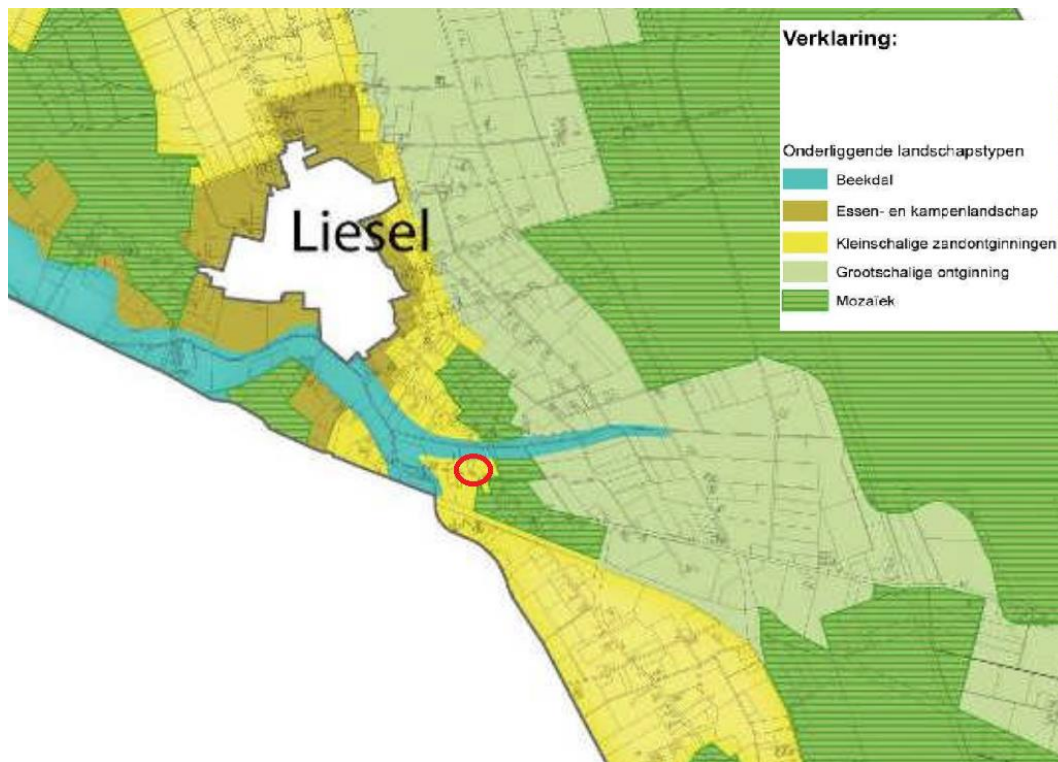 Liesel
Verklaring:
Onderliggende landschapstypen
Beekdal
Essen- en kampenlandschap
Kleinschalige zandontginningen
Grootschalige ontginning
Mozaïek